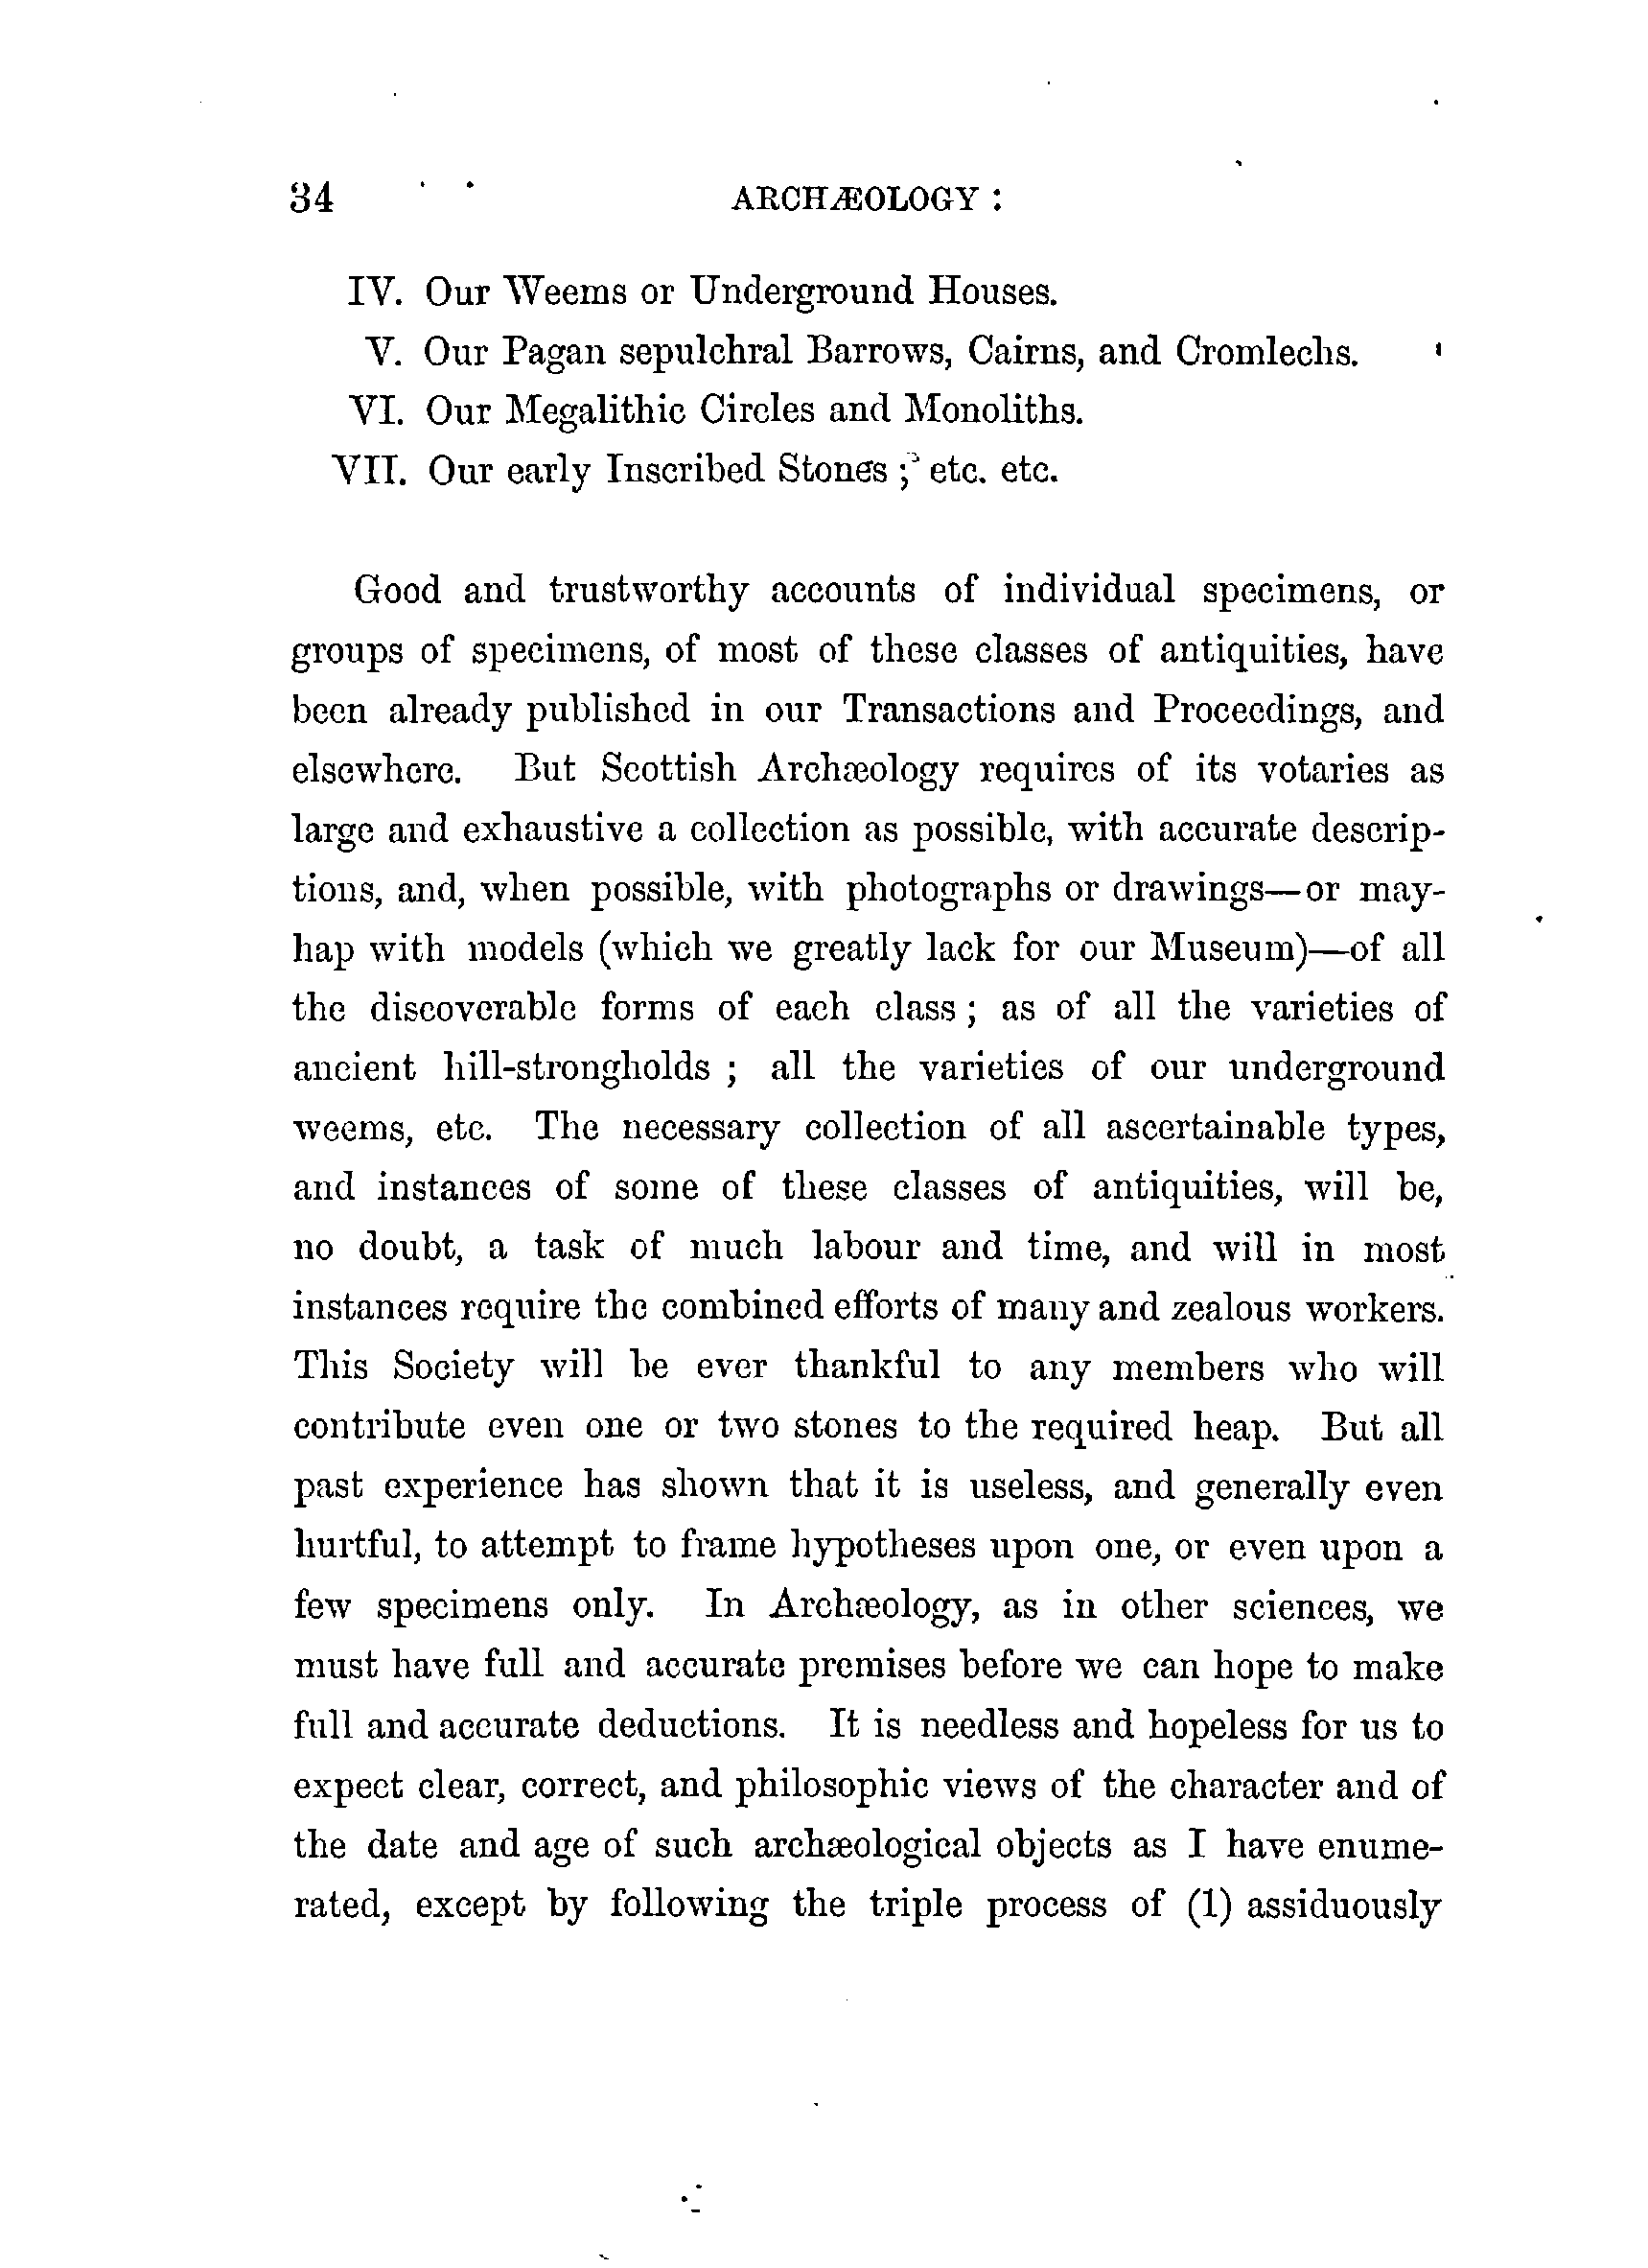 34 ARCHÆOLOGY :
IV. Our Weems or Underground Houses.
V. Our Pagan sepulchral Barrows, Cairns, and Cromlechs.
VI. Our Megalithic Circles and Monoliths.
VII. Our early Inscribed Stones ; etc. etc.
Good and trustworthy accounts of individual specimens, or
groups of specimens, of most of these classes of antiquities, have
been already published in our Transactions and Proceedings, and
elsewhere. But Scottish Archæology requires of its votaries as
large and exhaustive a collection as possible, with accurate descrip-
tions, and, when possible, with photographs or drawings—or may-
hap with models (which we greatly lack for our Museum)—of all
the discoverable forms of each class ; as of all the varieties of
ancient hill-strongholds ; all the varieties of our underground
weems, etc. The necessary collection of all ascertainable types,
and instances of some of these classes of antiquities, will be,
no doubt, a task of much labour and time, and will in most
instances require the combined efforts of many and zealous workers.
This Society will be ever thankful to any members who will
contribute even one or two stones to the required heap. But all
past experience has shown that it is useless, and generally even
hurtful, to attempt to frame hypotheses upon one, or even upon a
few specimens only. In Archæology, as in other sciences, we
must have full and accurate premises before we can hope to make
full and accurate deductions. It is needless and hopeless for us to
expect clear, correct, and philosophic views of the character and of
the date and age of such archæological objects as I have enume-
rated, except by following the triple process of (1) assiduously